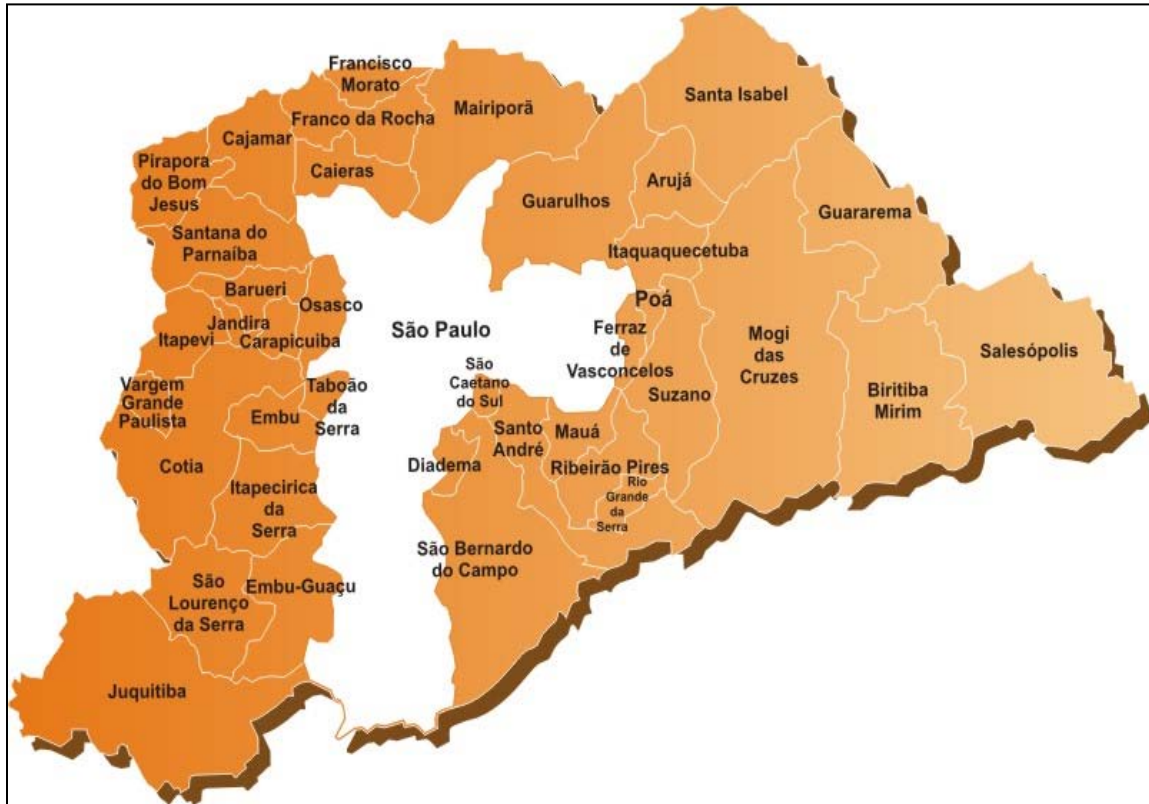 Francisco
Morato
Franco da Rocha
Mairiporã
Santa Isabel
Cajamar
Caieras
Pirapora
do Bom
Jesus
Guarulhos
Arujá
Guararema
Santana do
Parnaíba
Itaquaquecetuba
Barueri
Osasco
Poá
Jandira
Itapevi
Carapicuiba
São Paulo
Ferraz
de
Vasconcelos
Mogi
das
Cruzes
Salesópolis
São
Caetano
do Sul
Vargem
Grande
Paulista
Taboão
da
Serra
Embu
Suzano
Biritiba
Mirim
Santo
André
Mauá
Cotia
Diadema
Ribeirão Pires
Rio
Grande
da
Serra
Itapecirica
da
Serra
São Bernardo
do Campo
São
Lourenço
da Serra
Embu-Guaçu
Juquitiba